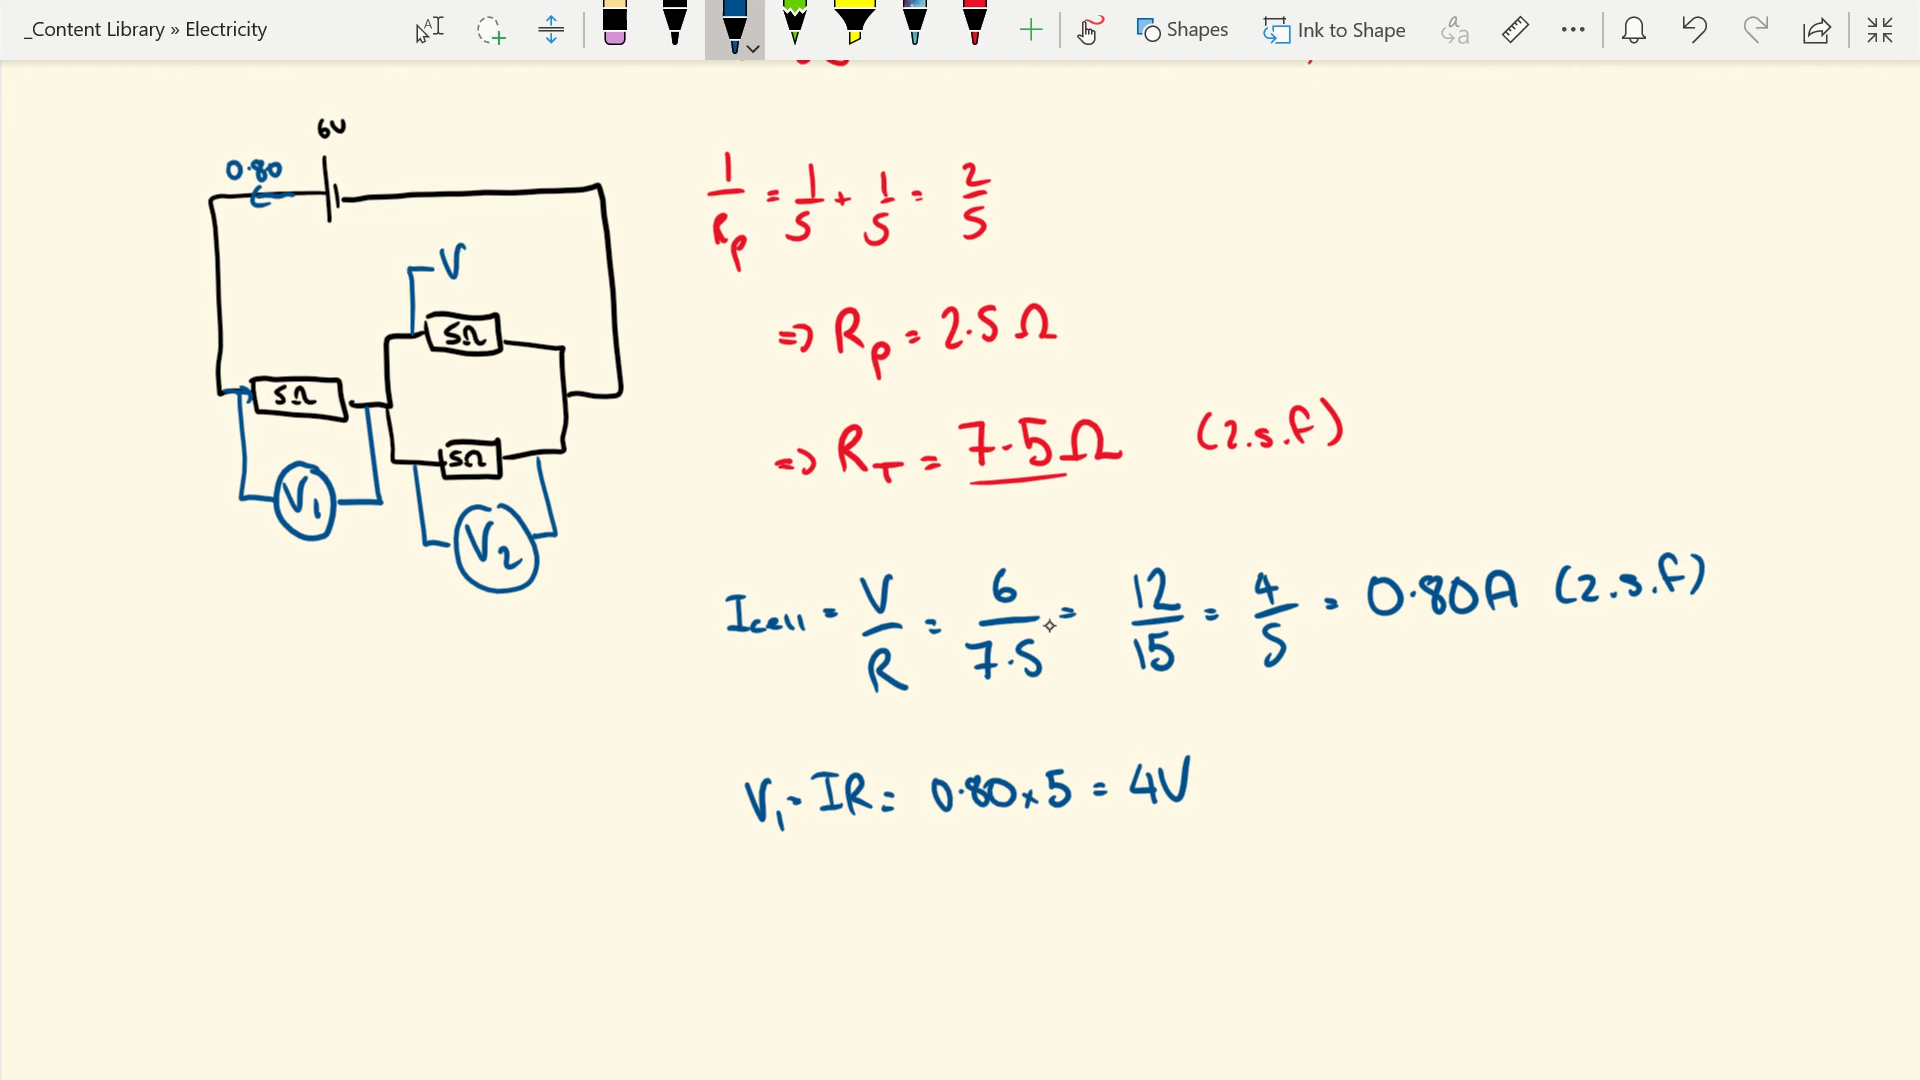 _Content Library » Electricity
Shapes
Ink to Shape
6V
0.80
V
5Ω
5Ω
5Ω
V₁
V₂
1/Rp = 1/5 + 1/5 = 2/5
=> Rp = 2.5 Ω
=> RT = 7.5 Ω (2.s.f)
Icell = V/R = 6/7.5 = 12/15 = 4/5 = 0.80A (2.s.f)
V₁ = IR = 0.80 x 5 = 4V